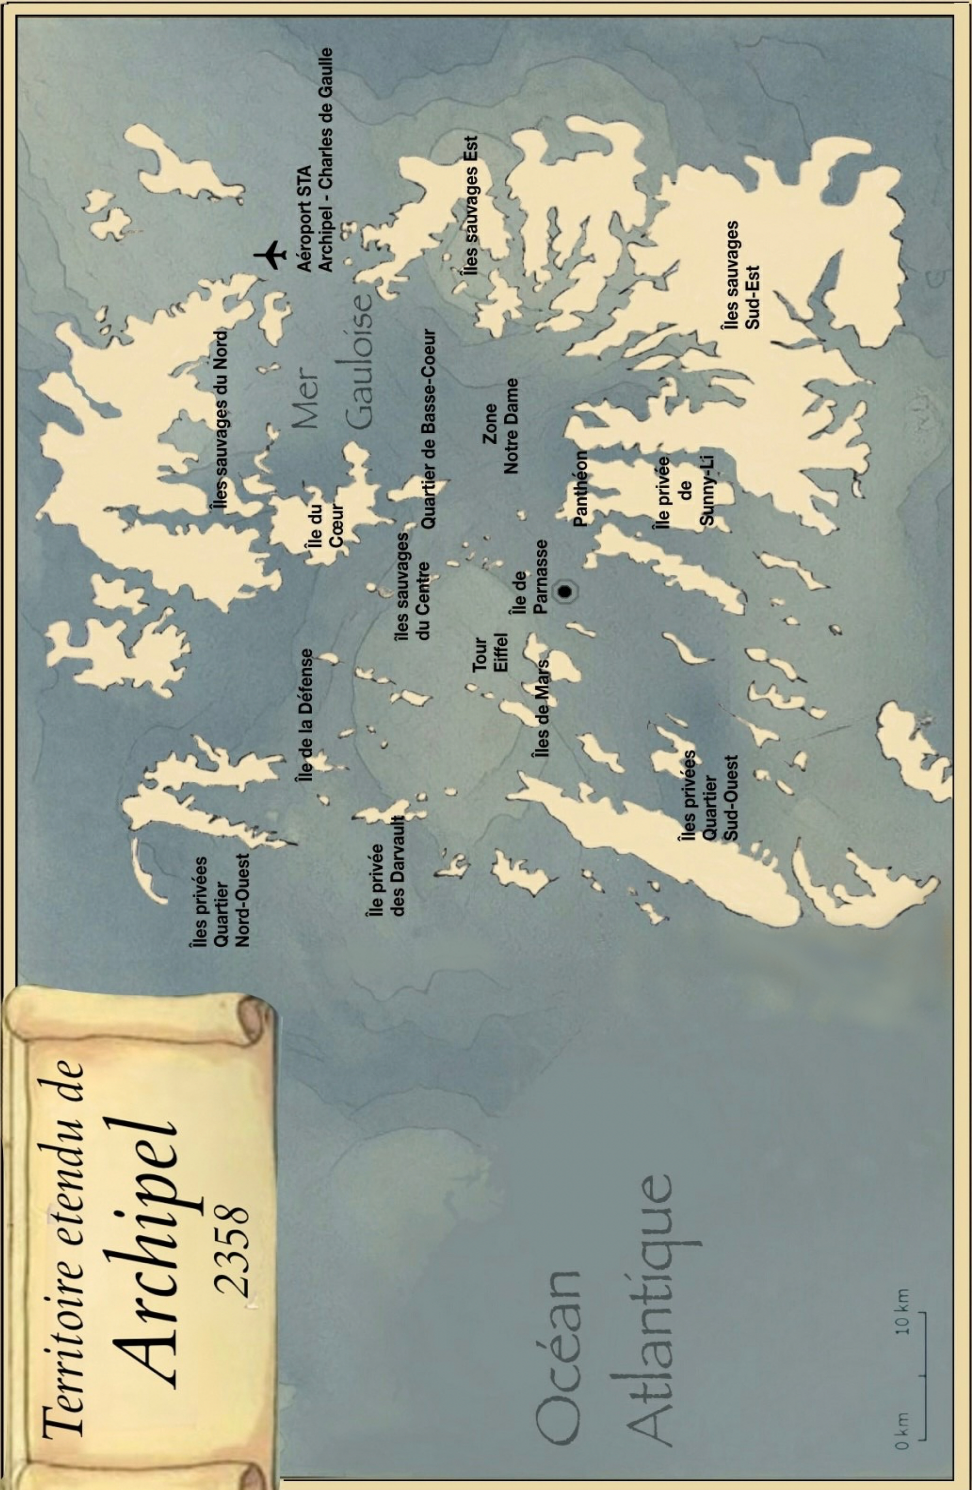 Territoire etendu de
Archipel
2358
Îles sauvages du Nord
Aéroport STA
Archipel - Charles de Gaulle
Mer
Gauloise
Îles sauvages Est
Îles sauvages
Sud-Est
Île du
Cœur
Quartier de Basse-Coeur
Zone
Notre Dame
Panthéon
Île privée
de
Sunny-Li
îles sauvages
du Centre
Île de
Parnasse
Tour
Eiffel
Îles de Mars
Île de la Défense
Îles privées
Quartier
Nord-Ouest
Île privée
des Darvault
Îles privées
Quartier
Sud-Ouest
Océan
Atlantique
0 km
10 km